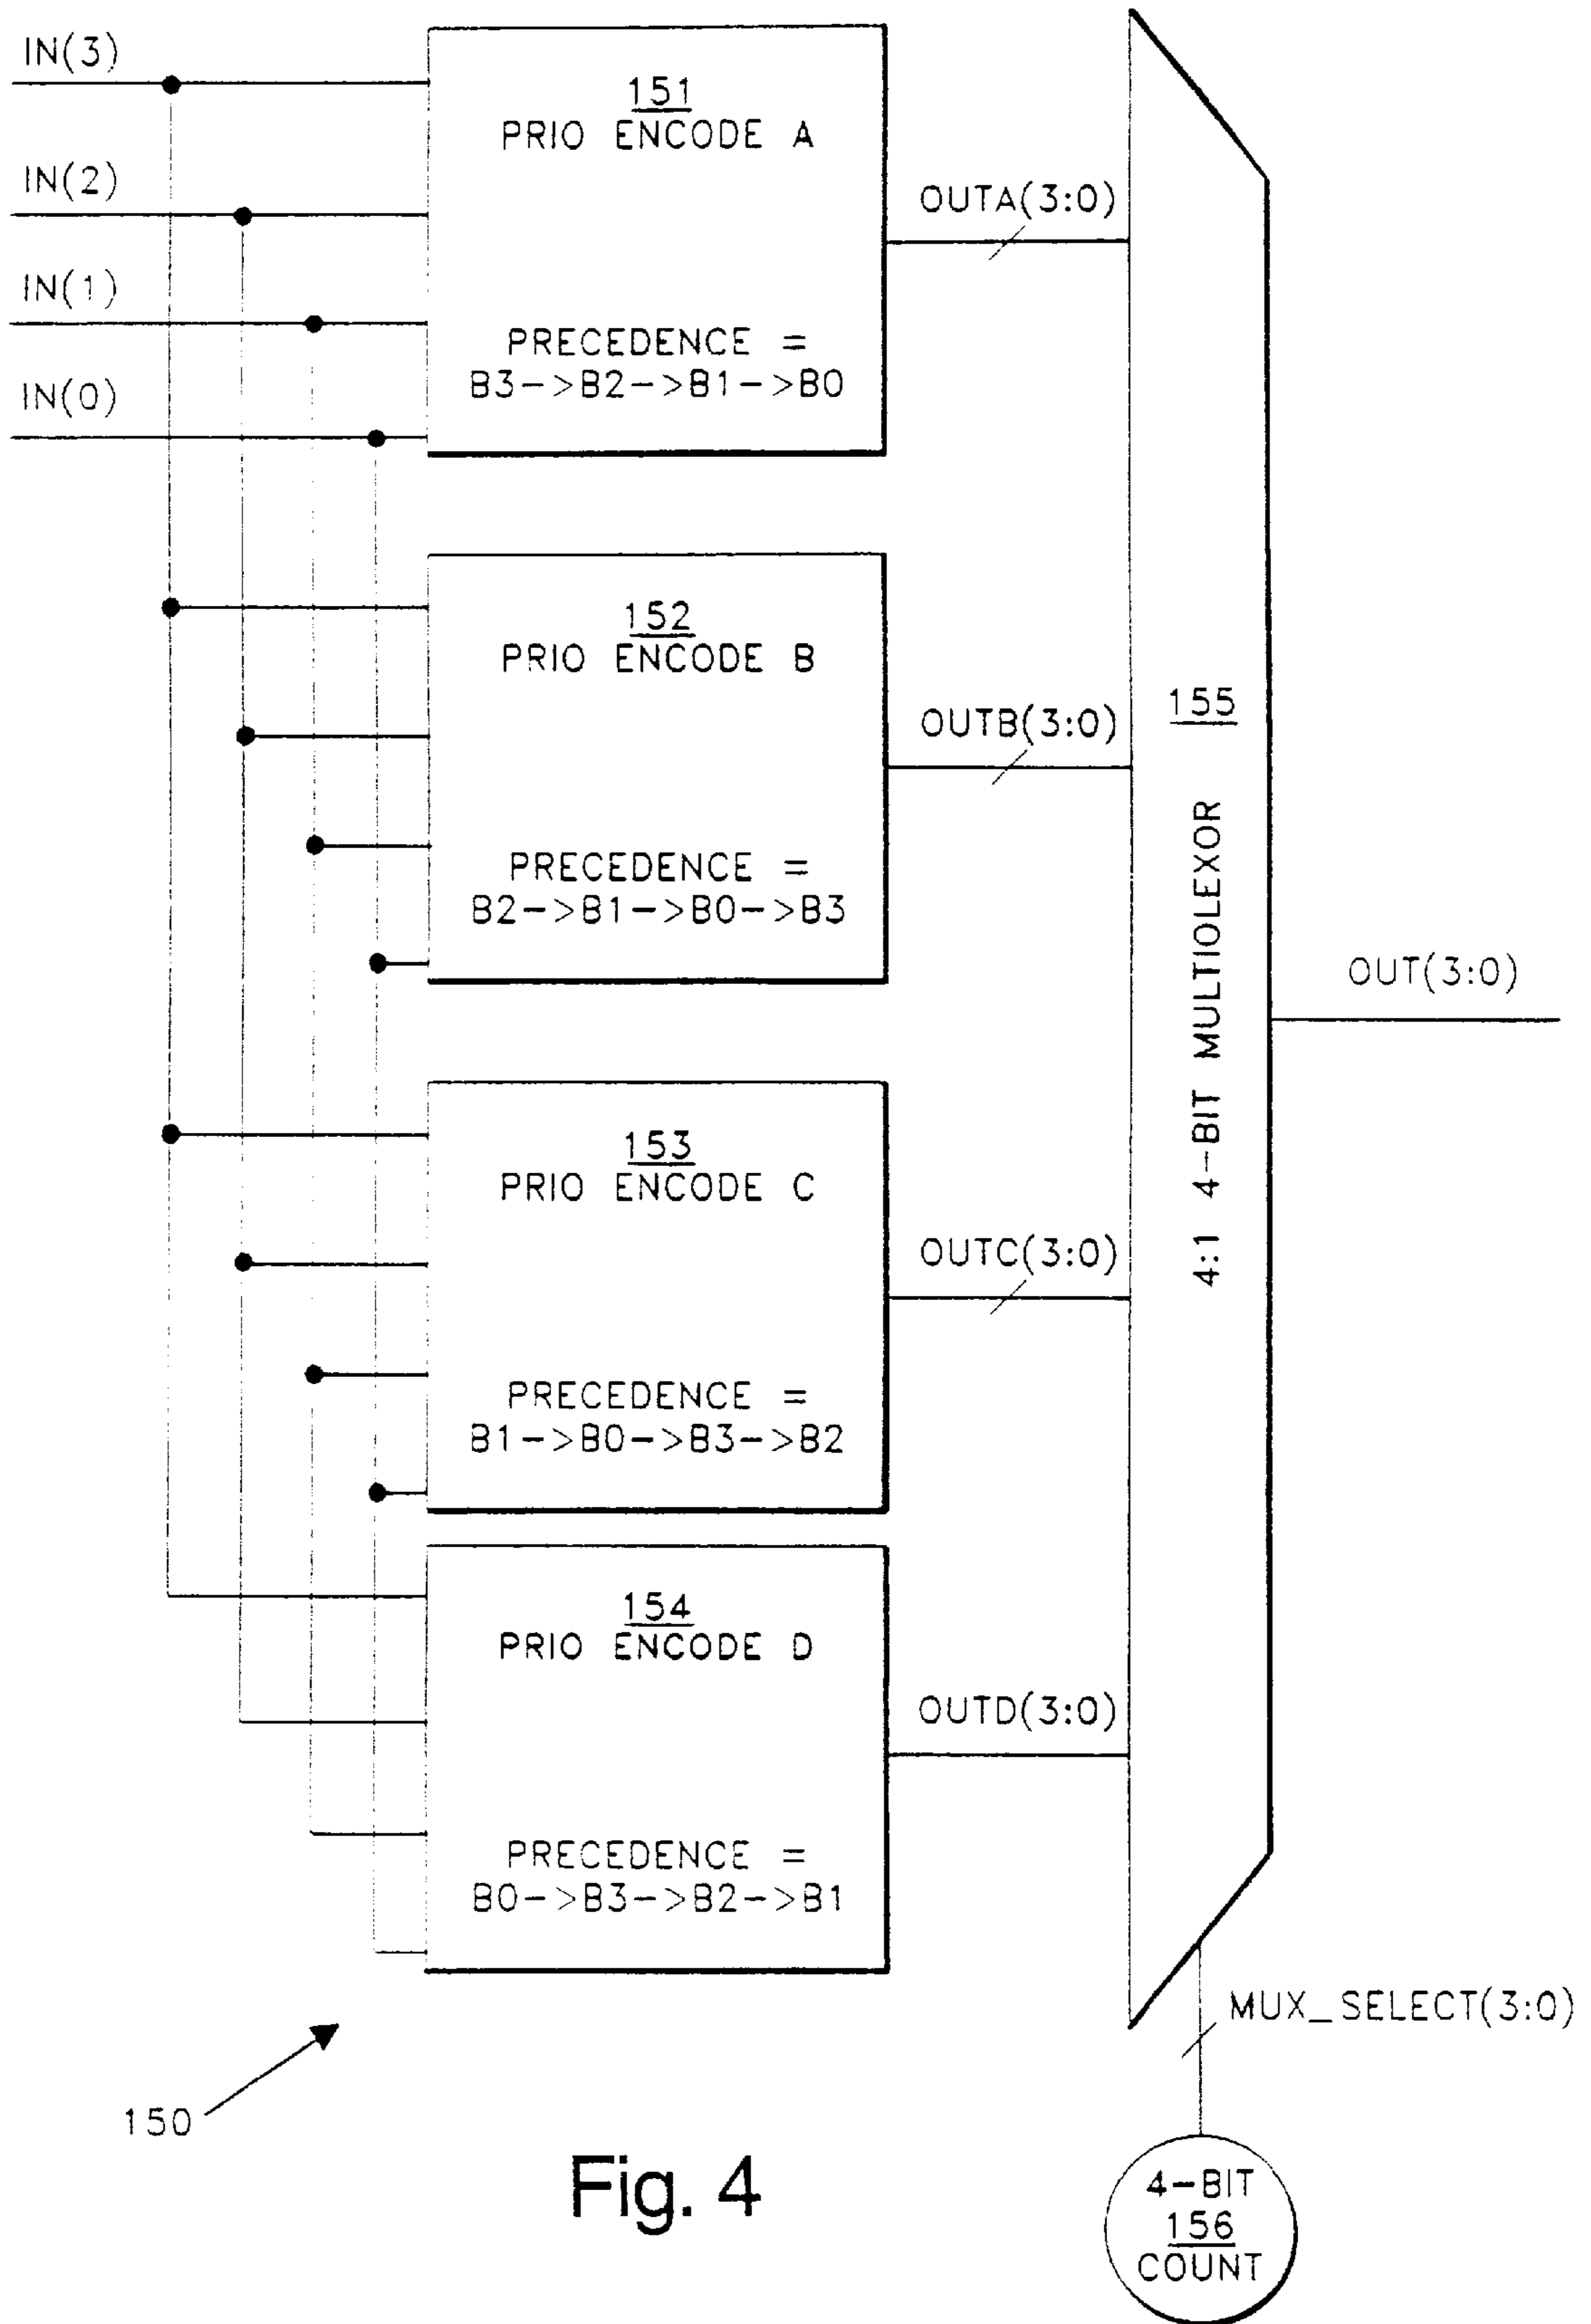 IN(3)
IN(2)
IN(1)
IN(0)
151
PRIO ENCODE A
PRECEDENCE =
B3->B2->B1->B0
OUTA(3:0)
152
PRIO ENCODE B
PRECEDENCE =
B2->B1->B0->B3
OUTB(3:0)
153
PRIO ENCODE C
PRECEDENCE =
B1->B0->B3->B2
OUTC(3:0)
154
PRIO ENCODE D
PRECEDENCE =
B0->B3->B2->B1
OUTD(3:0)
155
4:1 4-BIT MULTIOLEXOR
OUT(3:0)
MUX_SELECT(3:0)
4-BIT
156
COUNT
150
Fig. 4